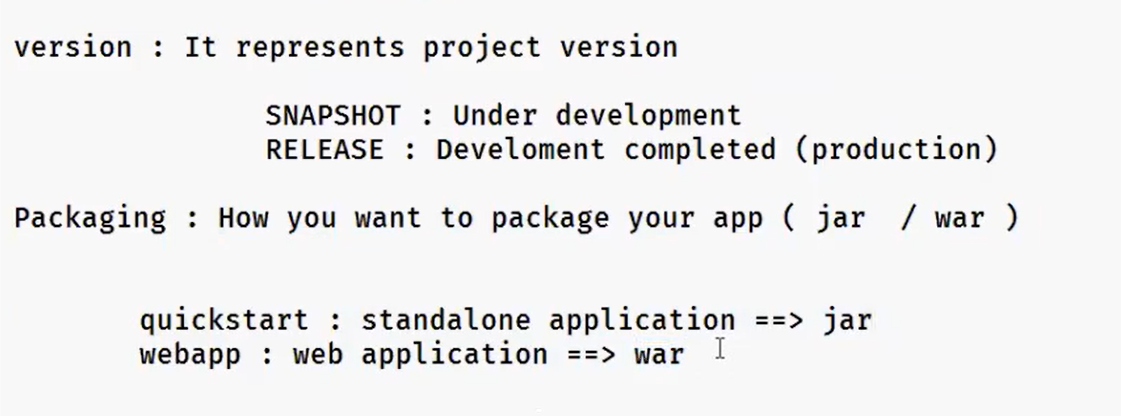 version : It represents project version
SNAPSHOT : Under development
RELEASE : Develoment completed (production)
Packaging : How you want to package your app ( jar / war )
quickstart : standalone application ==> jar
webapp : web application ==> war